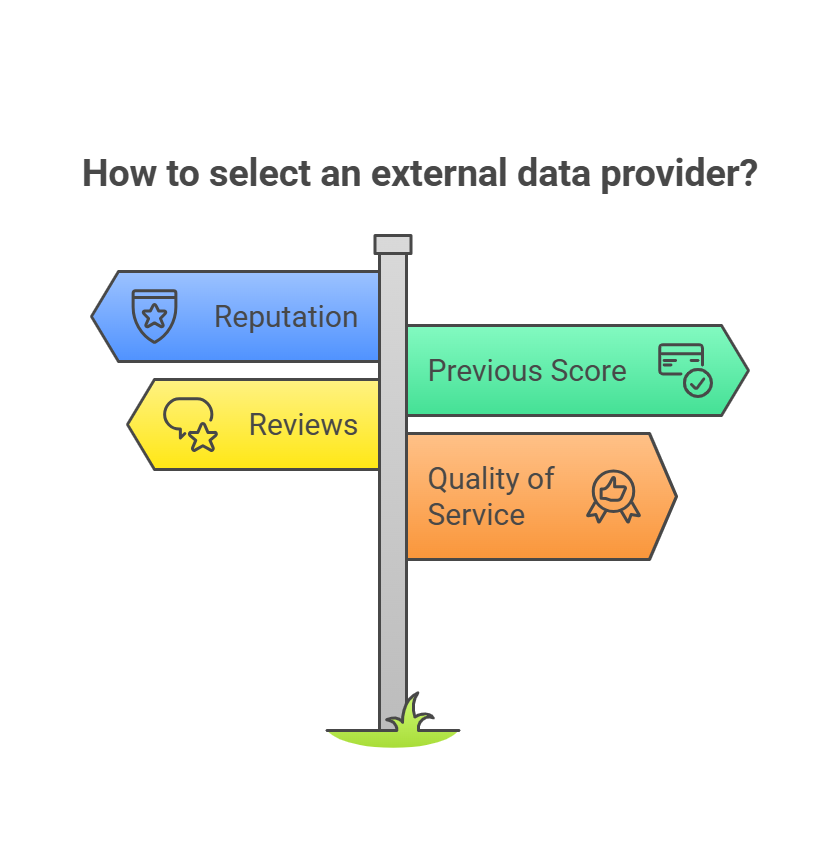 How to select an external data provider?
Reputation
Previous Score
Reviews
Quality of
Service